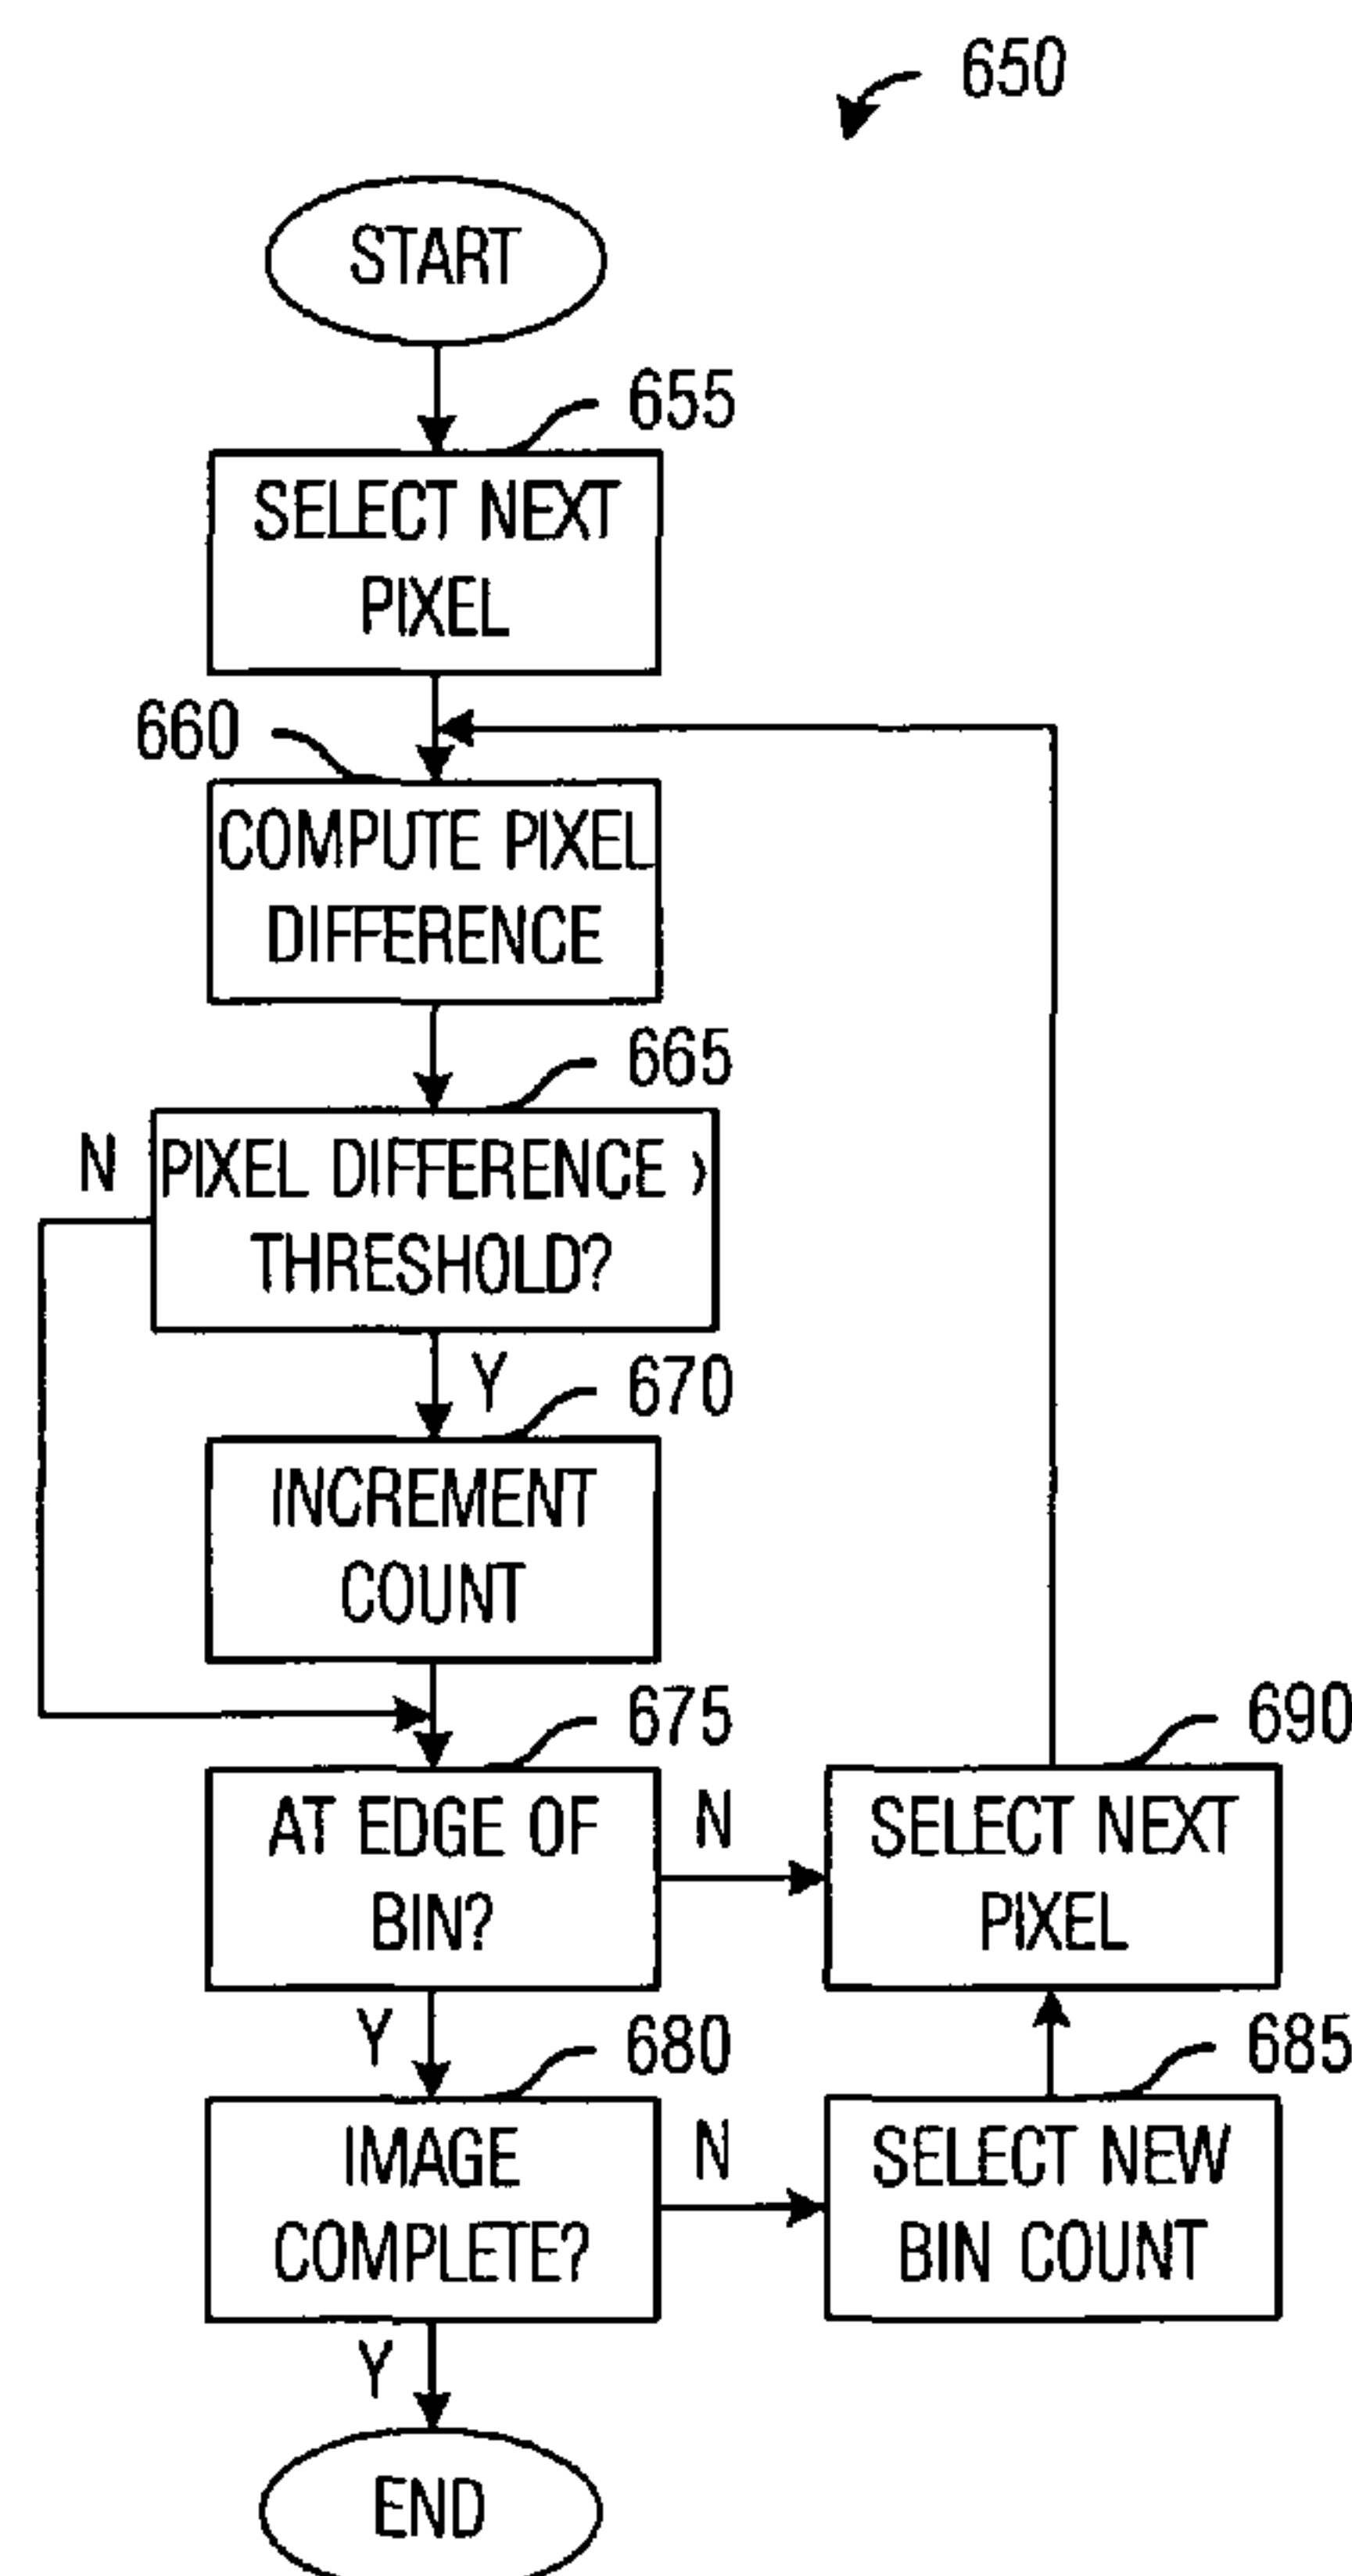 650
START
655
SELECT NEXT
PIXEL
660
COMPUTE PIXEL
DIFFERENCE
665
N
PIXEL DIFFERENCE >
THRESHOLD?
Y
670
INCREMENT
COUNT
675
AT EDGE OF
BIN?
N
690
SELECT NEXT
PIXEL
Y
680
IMAGE
COMPLETE?
N
685
SELECT NEW
BIN COUNT
Y
END